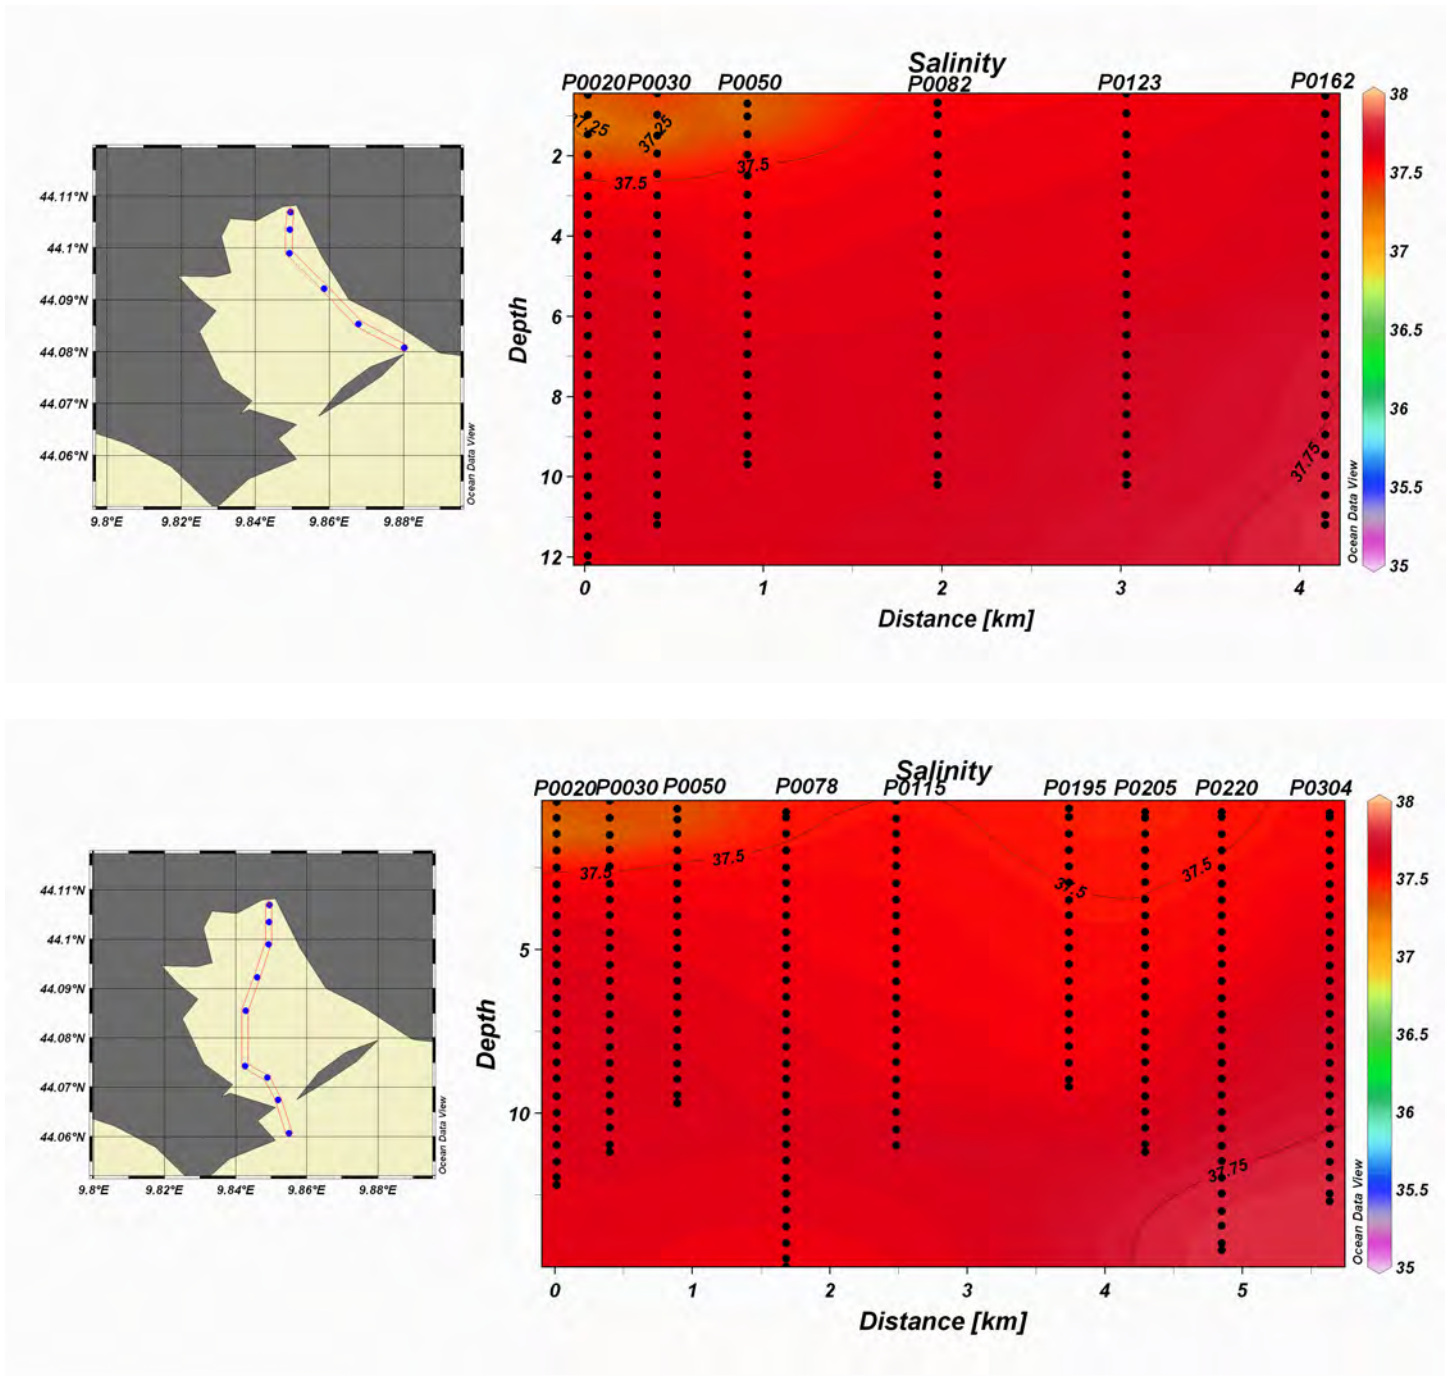 Salinity
P0020 P0030 P0050 P0082 P0123 P0162
38
37.5
37
36.5
36
35.5
35
37.25 37.25
37.5 37.5
37.75
2
4
6
8
10
12
Depth
0 1 2 3 4
Distance [km]
Ocean Data View
44.11°N
44.1°N
44.09°N
44.08°N
44.07°N
44.06°N
9.8°E 9.82°E 9.84°E 9.86°E 9.88°E
Ocean Data View
Salinity
P0020 P0030 P0050 P0078 P0115 P0195 P0205 P0220 P0304
38
37.5
37
36.5
36
35.5
35
37.5 37.5 37.5 37.5
37.75
5
10
Depth
0 1 2 3 4 5
Distance [km]
Ocean Data View
44.11°N
44.1°N
44.09°N
44.08°N
44.07°N
44.06°N
9.8°E 9.82°E 9.84°E 9.86°E 9.88°E
Ocean Data View